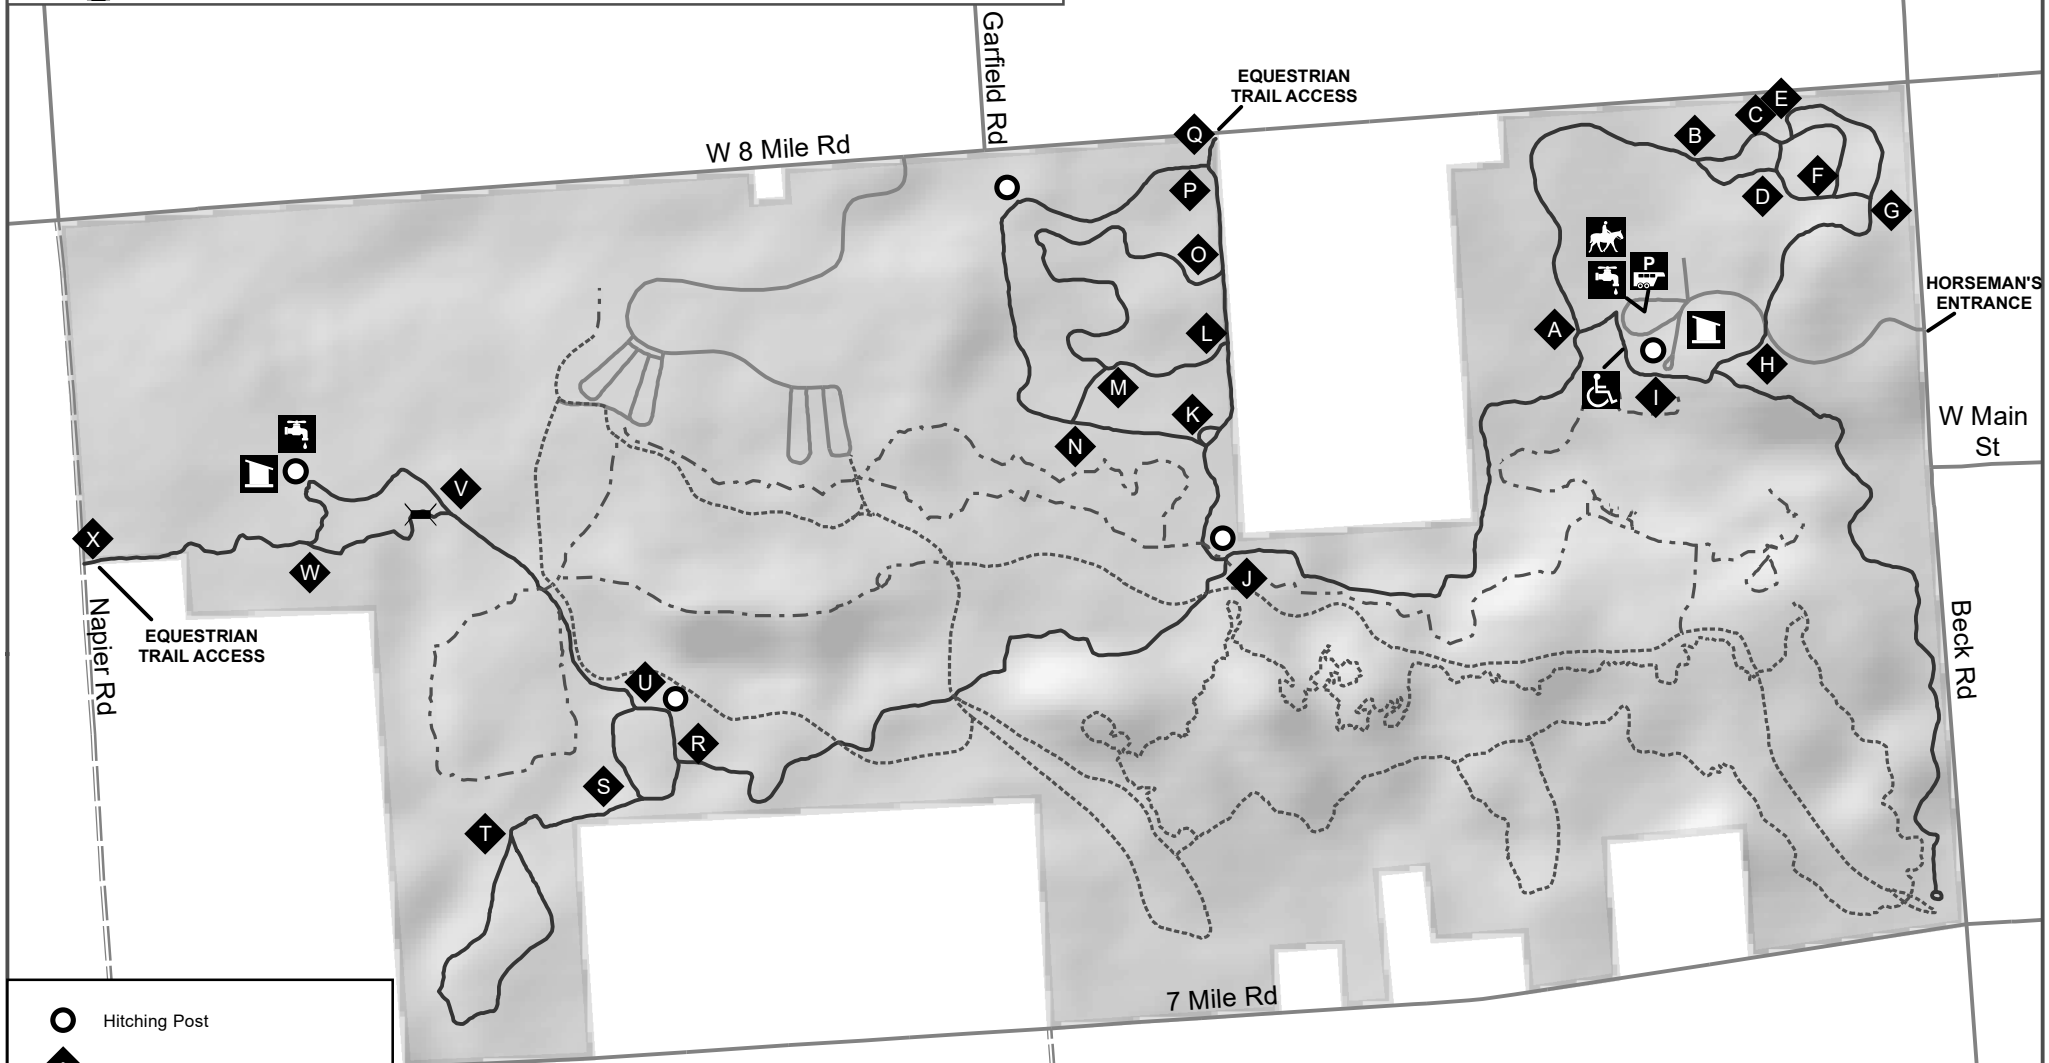 Garfield Rd
EQUESTRIAN
TRAIL ACCESS
W 8 Mile Rd
Q
E
C
B
P
F
D
G
O
P
HORSEMAN'S
ENTRANCE
A
L
H
M
I
K
N
W Main
St
V
X
W
J
Napier Rd
EQUESTRIAN
TRAIL ACCESS
Beck Rd
U
R
S
T
7 Mile Rd
Hitching Post